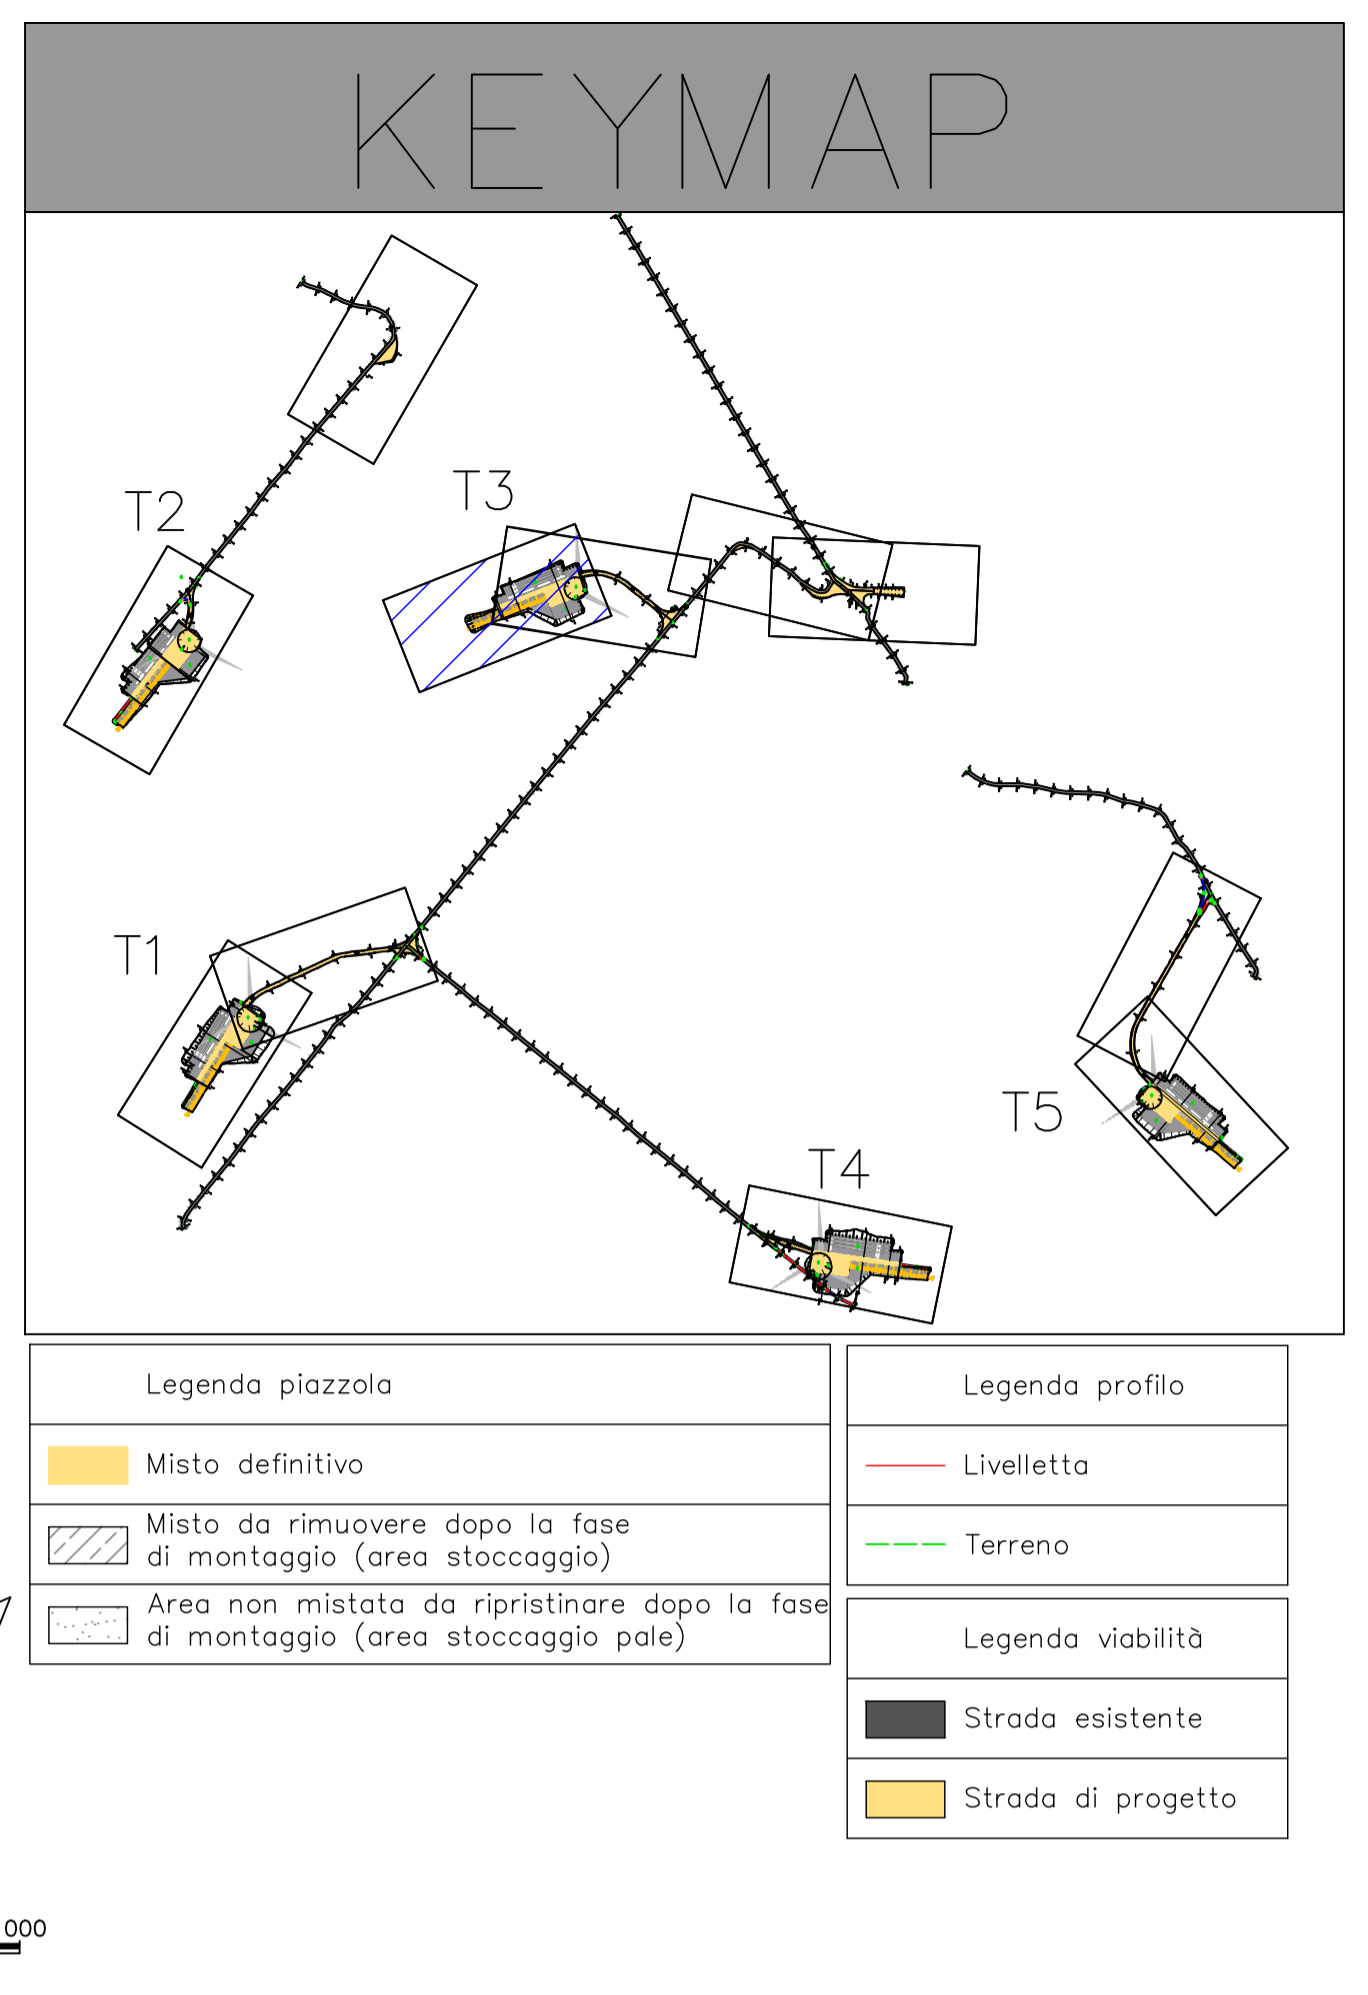 KEYMAP
T2
T3
T1
T5
T4
Legenda piazzola
Misto definitivo
Misto da rimuovere dopo la fase
di montaggio (area stoccaggio)
Area non mistata da ripristinare dopo la fase
di montaggio (area stoccaggio pale)
Legenda profilo
Livelletta
Terreno
Legenda viabilità
Strada esistente
Strada di progetto
000